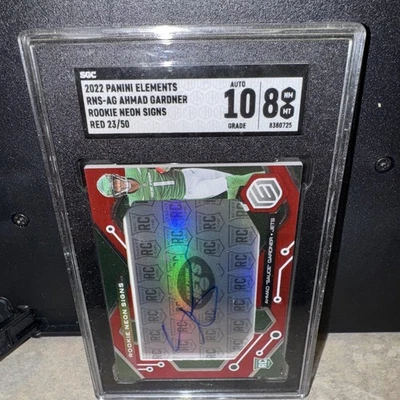 SGC
2022 PANINI ELEMENTS
RNS-AG AHMAD GARDNER
ROOKIE NEON SIGNS
RED 23/50
AUTO
10
GRADE
8
NM
MT
8380725
ROOKIE NEON SIGNS
AHMAD "SAUCE" GARDNER • JETS
RC